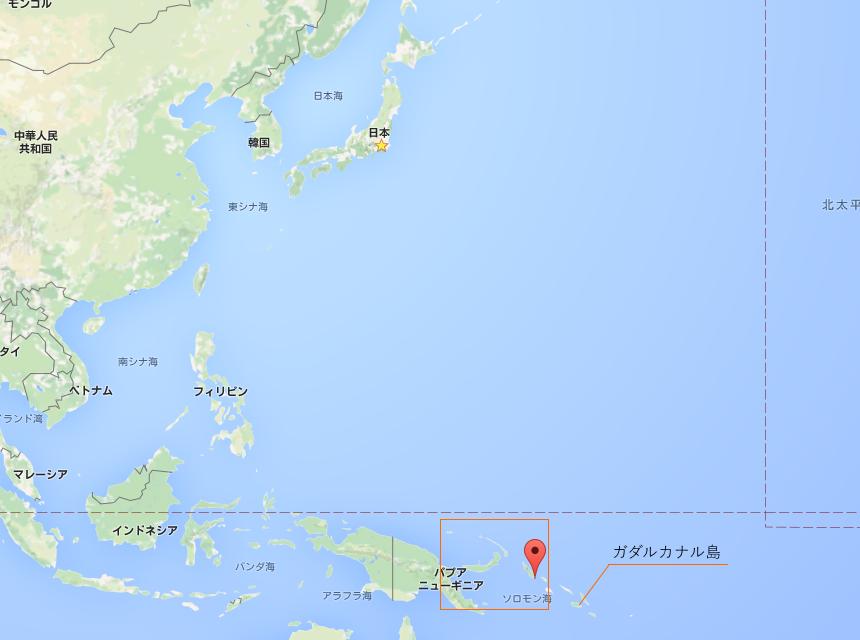 モンゴル
日本海
日本
中華人民
共和国
韓国
東シナ海
北太平
タイ
南シナ海
ベトナム
フィリピン
ランド湾
マレーシア
インドネシア
ガダルカナル島
バンダ海
パプア
ニューギニア
アラフラ海
ソロモン海